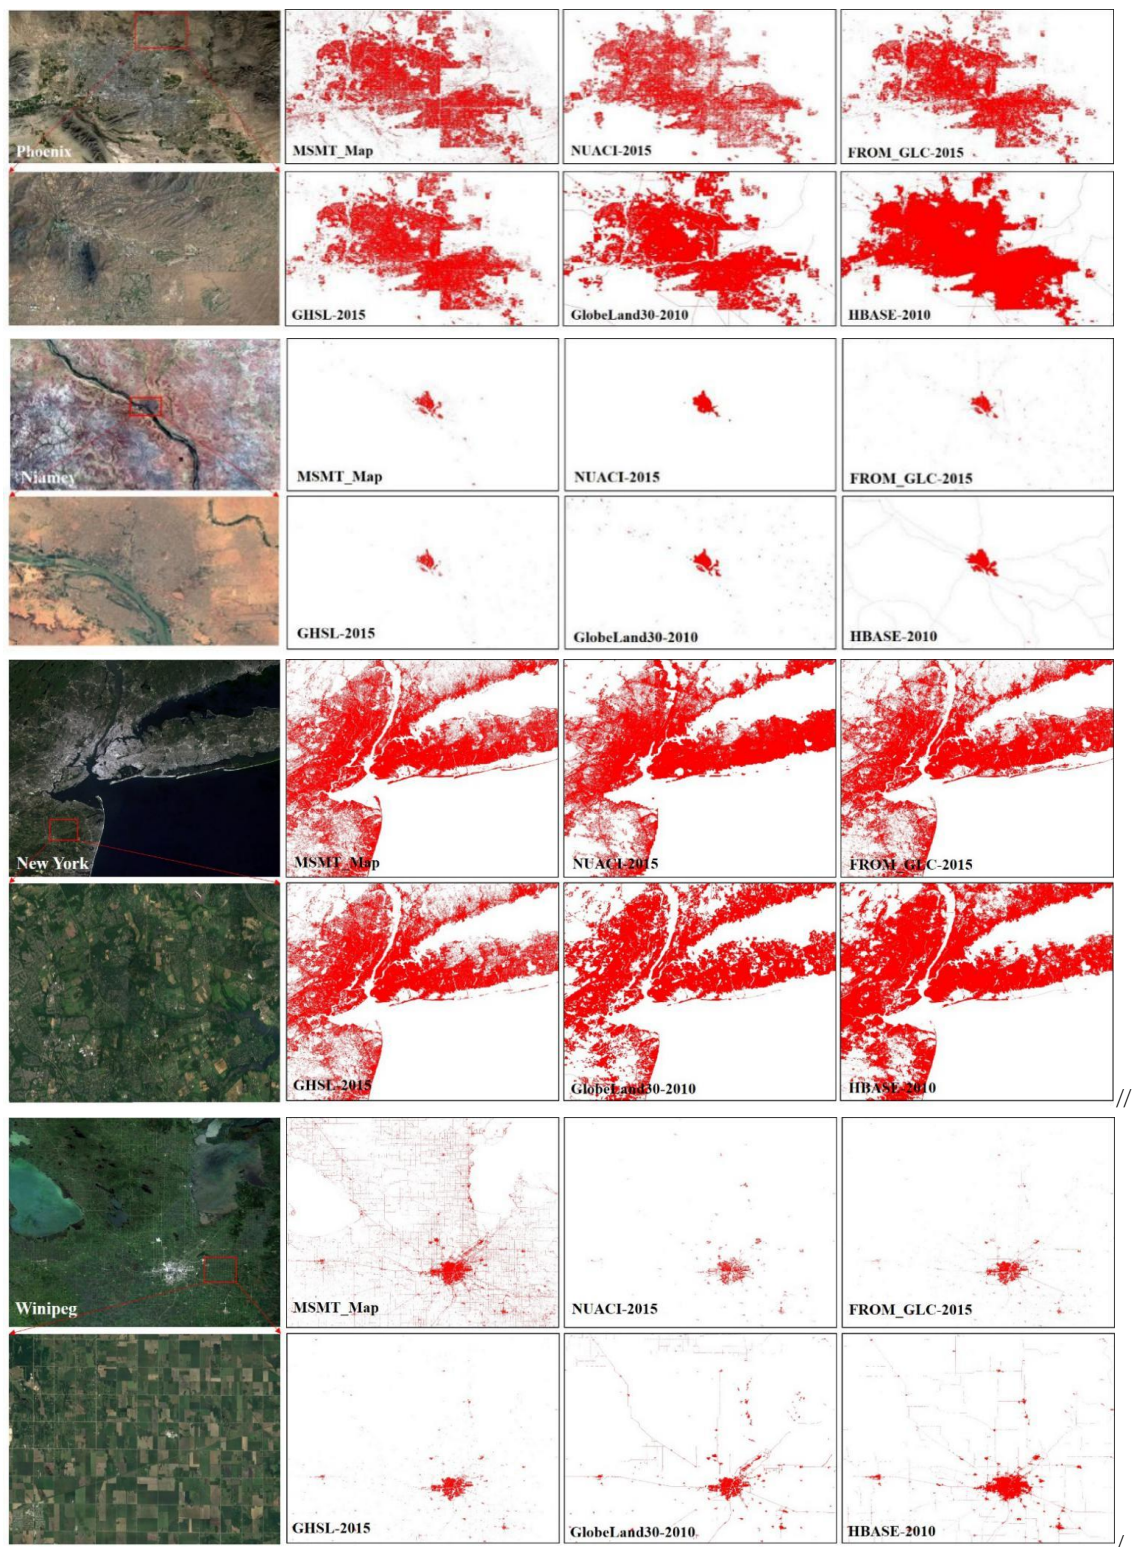 Phoenix
MSMT_Map
NUACI-2015
FROM_GLC-2015
GHSL-2015
GlobeLand30-2010
HBASE-2010
Niamey
MSMT_Map
NUACI-2015
FROM_GLC-2015
GHSL-2015
GlobeLand30-2010
HBASE-2010
New York
MSMT_Map
NUACI-2015
FROM_GLC-2015
GHSL-2015
GlobeLand30-2010
HBASE-2010
//
Winipeg
MSMT_Map
NUACI-2015
FROM_GLC-2015
GHSL-2015
GlobeLand30-2010
HBASE-2010
/